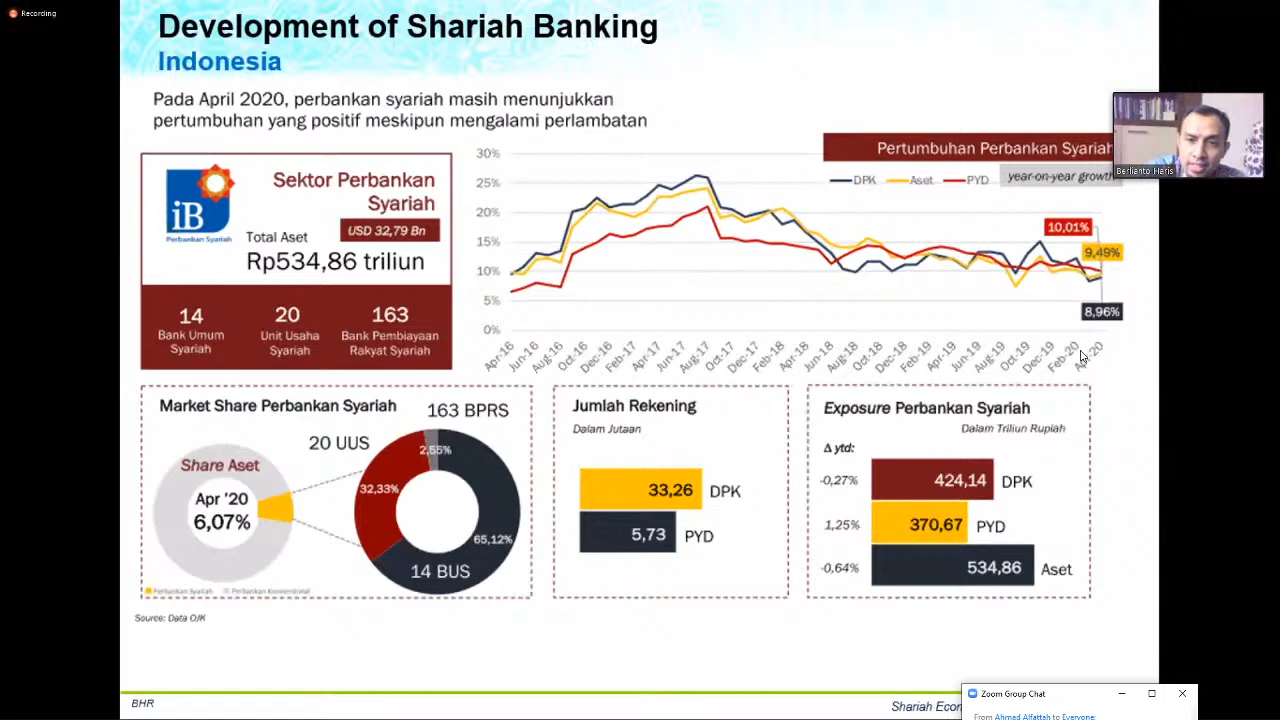 Recording
Development of Shariah Banking
Indonesia
Pada April 2020, perbankan syariah masih menunjukkan
pertumbuhan yang positif meskipun mengalami perlambatan
iB
Perbankan Syariah
Sektor Perbankan
Syariah
USD 32,79 Bn
Total Aset
Rp534,86 triliun
14
Bank Umum
Syariah
20
Unit Usaha
Syariah
163
Bank Pembiayaan
Rakyat Syariah
Pertumbuhan Perbankan Syariah
DPK Aset PYD
year-on-year growth
30%
25%
20%
15%
10%
5%
0%
10,01%
9,49%
8,96%
Apr-16 Jun-16 Aug-16 Oct-16 Dec-16 Feb-17 Apr-17 Jun-17 Aug-17 Oct-17 Dec-17 Feb-18 Apr-18 Jun-18 Aug-18 Oct-18 Dec-18 Feb-19 Apr-19 Jun-19 Aug-19 Oct-19 Dec-19 Feb-20 Apr-20
Berlianto Haris
Market Share Perbankan Syariah
163 BPRS
20 UUS
2,55%
Share Aset
Apr '20
6,07%
32,33%
65,12%
14 BUS
Perbankan Syariah Perbankan Konvensional
Jumlah Rekening
Dalam Jutaan
33,26 DPK
5,73 PYD
Exposure Perbankan Syariah
Dalam Triliun Rupiah
Δ ytd:
-0,27% 424,14 DPK
1,25% 370,67 PYD
-0,64% 534,86 Aset
Source: Data OJK
BHR
Shariah Econ
Zoom Group Chat
From Ahmad Alfattah to Everyone: